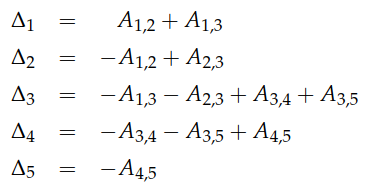 Δ1 = A1,2 + A1,3
Δ2 = −A1,2 + A2,3
Δ3 = −A1,3 − A2,3 + A3,4 + A3,5
Δ4 = −A3,4 − A3,5 + A4,5
Δ5 = −A4,5